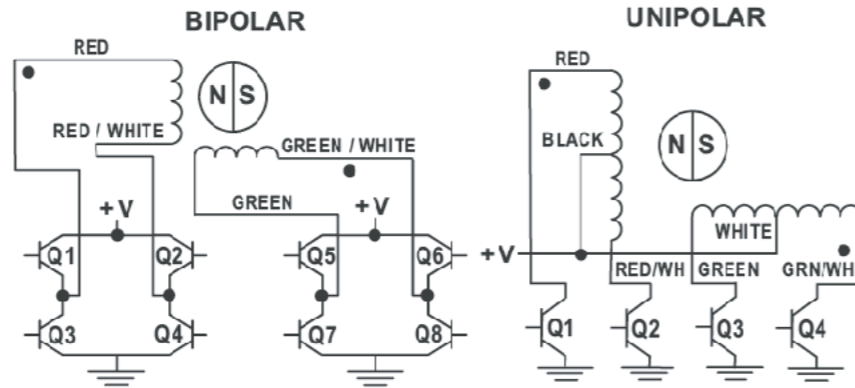 BIPOLAR
UNIPOLAR
RED
N S
RED / WHITE
GREEN / WHITE
GREEN
+ V
+ V
Q1 Q2 Q5 Q6
Q3 Q4 Q7 Q8
RED
BLACK
N S
WHITE
+ V
RED/WH GREEN GRN/WH
Q1 Q2 Q3 Q4